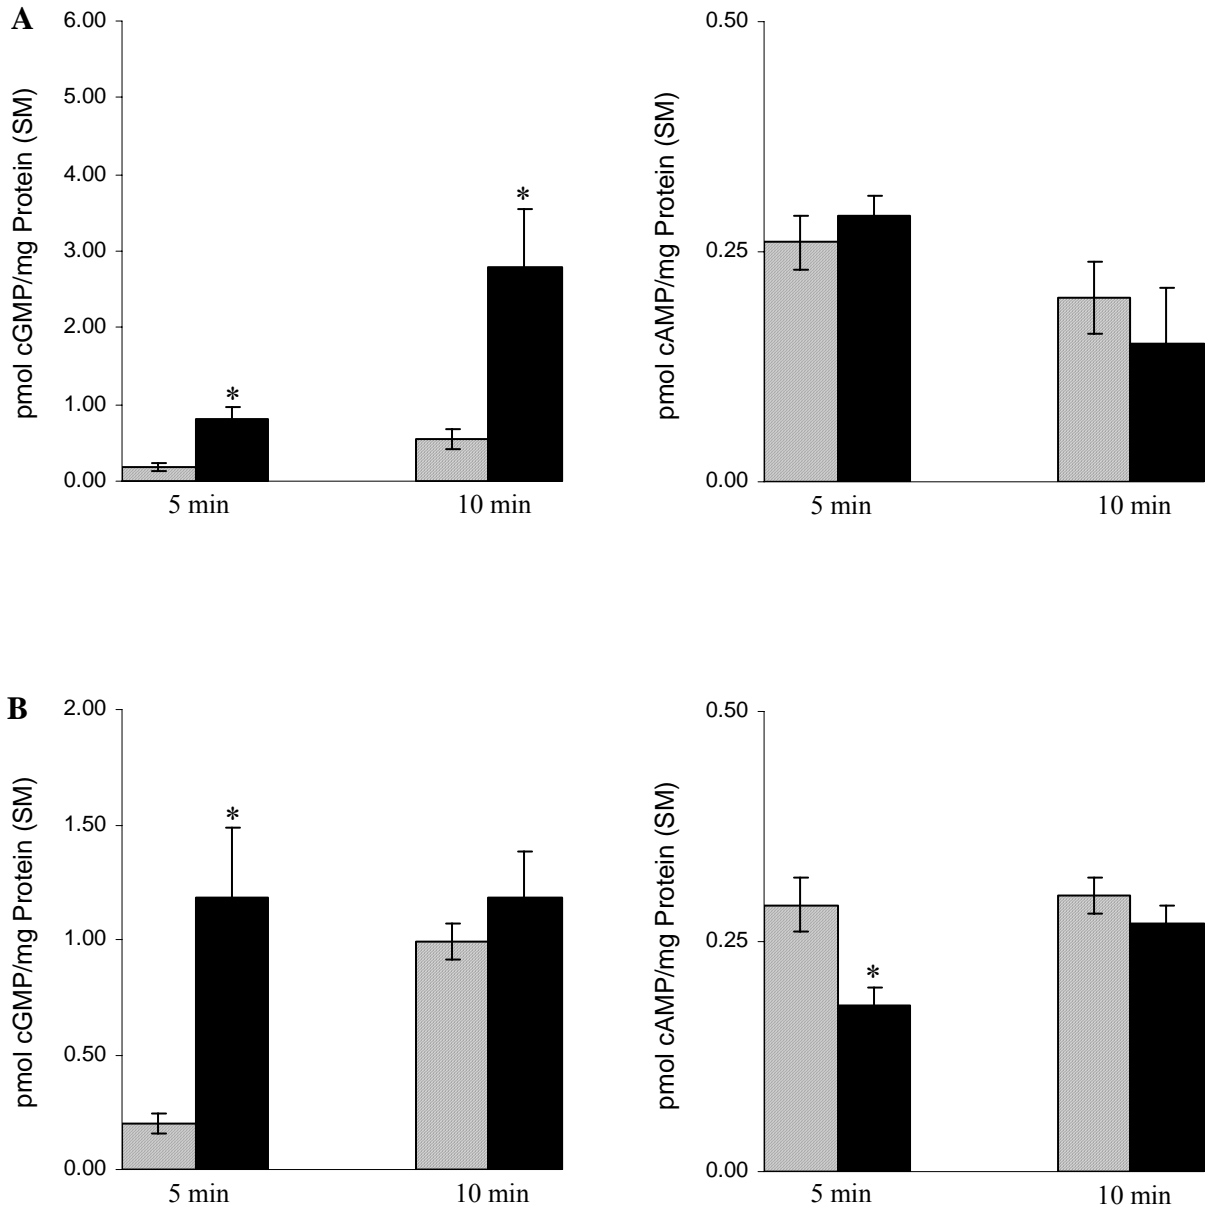 A
pmol cGMP/mg Protein (SM)
6.00
5.00
4.00
3.00
2.00
1.00
0.00
*
*
5 min
10 min
pmol cAMP/mg Protein (SM)
0.50
0.25
0.00
5 min
10 min
B
pmol cGMP/mg Protein (SM)
2.00
1.50
1.00
0.50
0.00
*
5 min
10 min
pmol cAMP/mg Protein (SM)
0.50
0.25
0.00
*
5 min
10 min